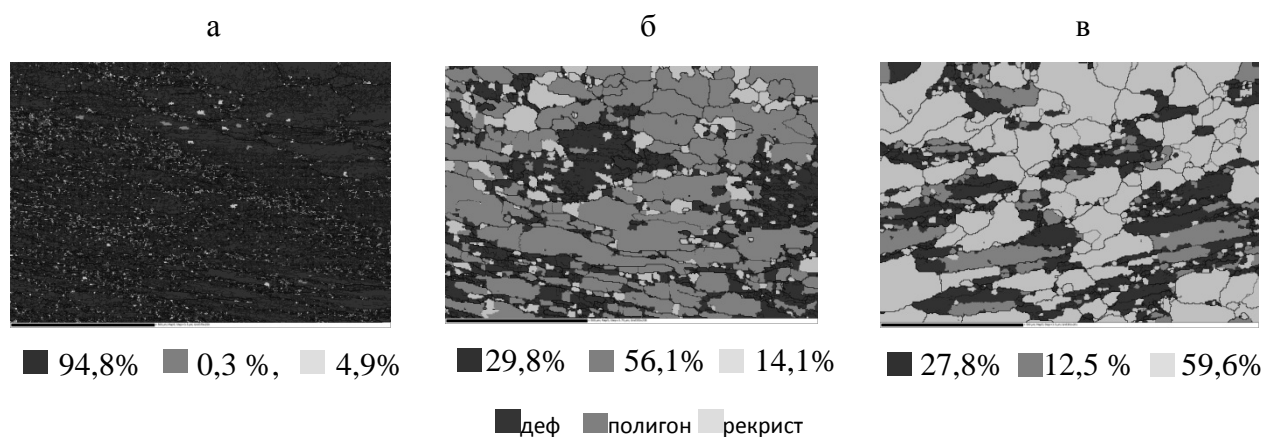 а б в
94,8% 0,3 %, 4,9% 29,8% 56,1% 14,1% 27,8% 12,5 % 59,6%
деф полигон рекрист